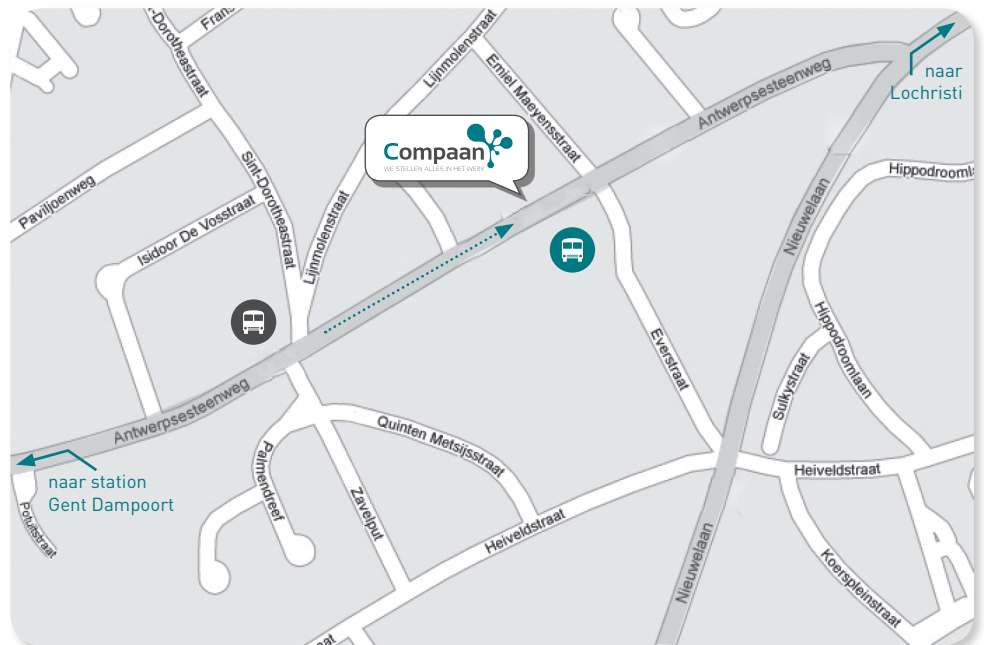 Sint-Dorotheastraat
Frans
Lijnmolenstraat
Emiel Maeyensstraat
Antwerpsesteenweg
naar
Lochristi
Compaan
WE STELLEN ALLES IN HET WERK
Paviljoenweg
Isidoor De Vosstraat
Sint-Dorotheastraat
Lijnmolenstraat
Nieuwelaan
Hippodroomla
Hippodroomlaan
Sulkystraat
Everstraat
Antwerpsesteenweg
Quinten Metsijsstraat
Palmendreef
Zavelput
Heiveldstraat
Heiveldstraat
naar station
Gent Dampoort
Potuitstraat
Nieuwelaan
Koerspleinstraat